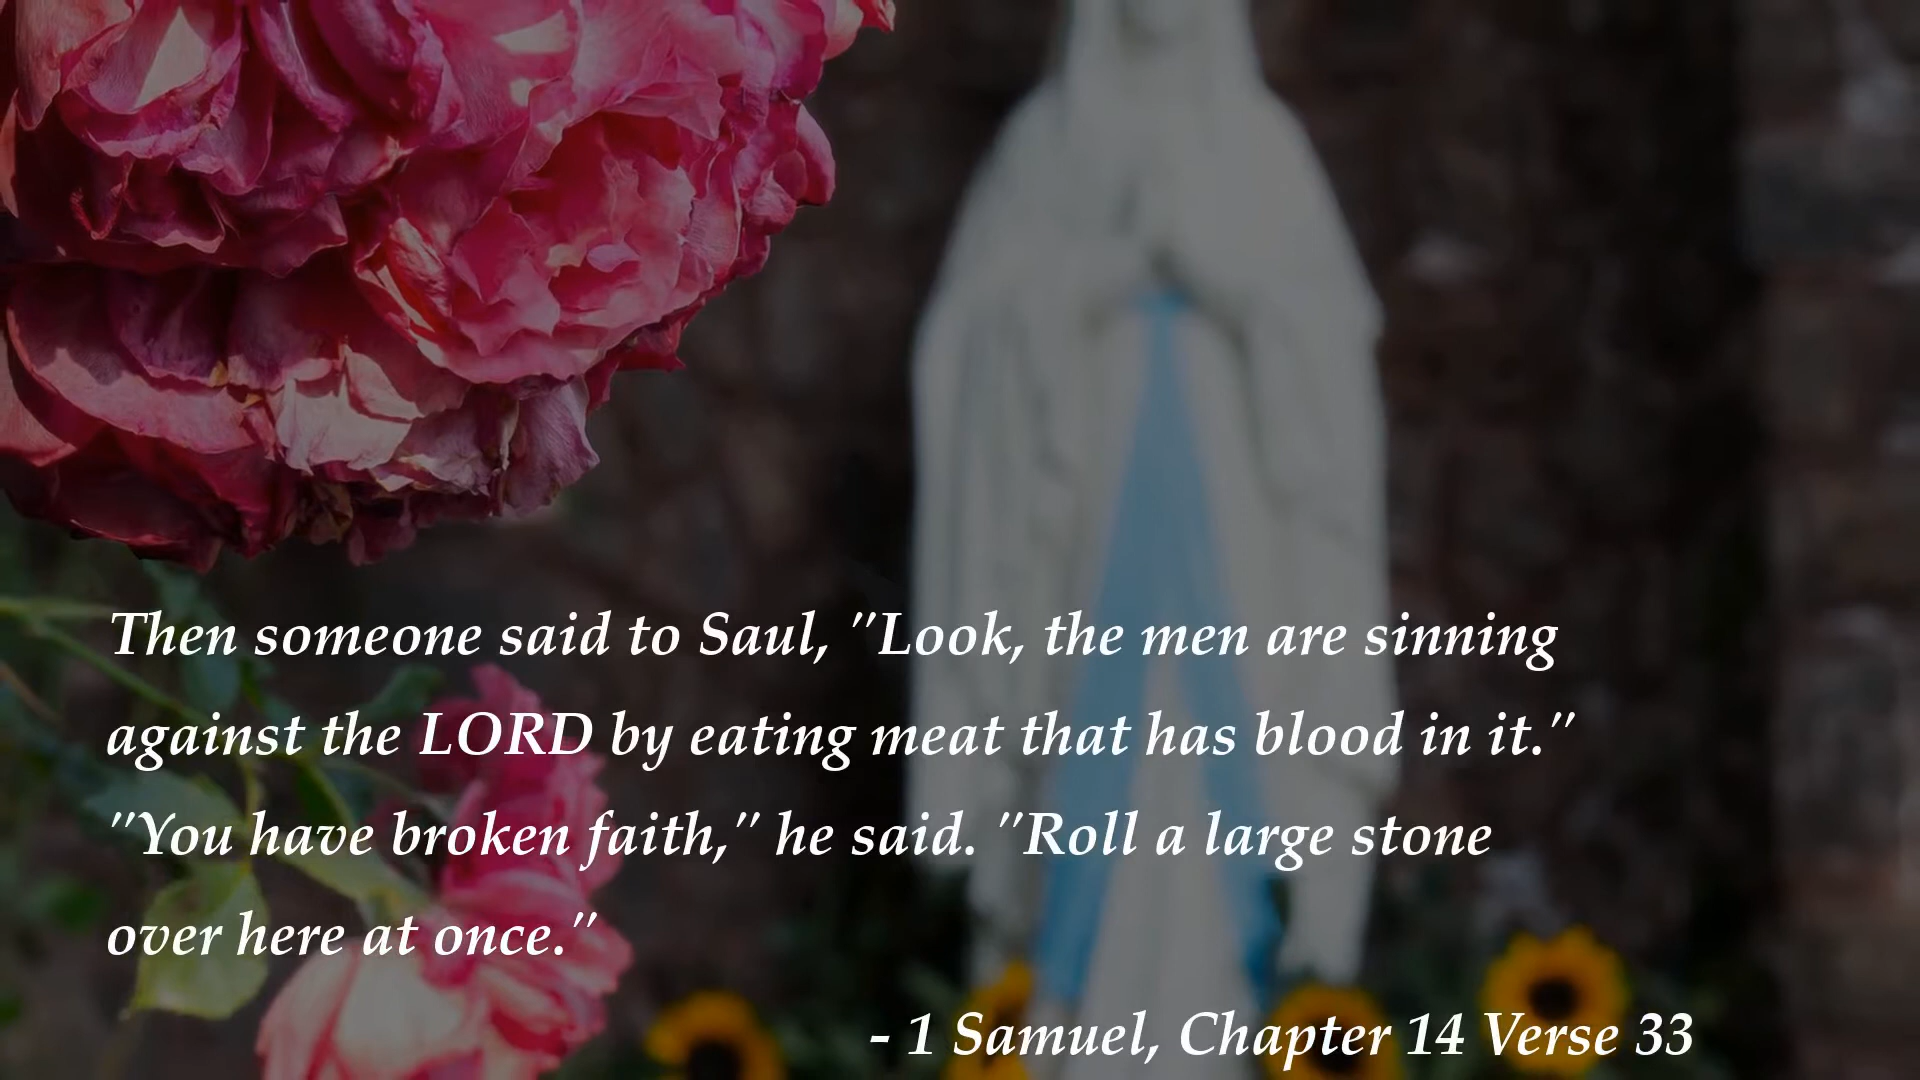 Then someone said to Saul, "Look, the men are sinning
against the LORD by eating meat that has blood in it."
"You have broken faith," he said. "Roll a large stone
over here at once."
- 1 Samuel, Chapter 14 Verse 33